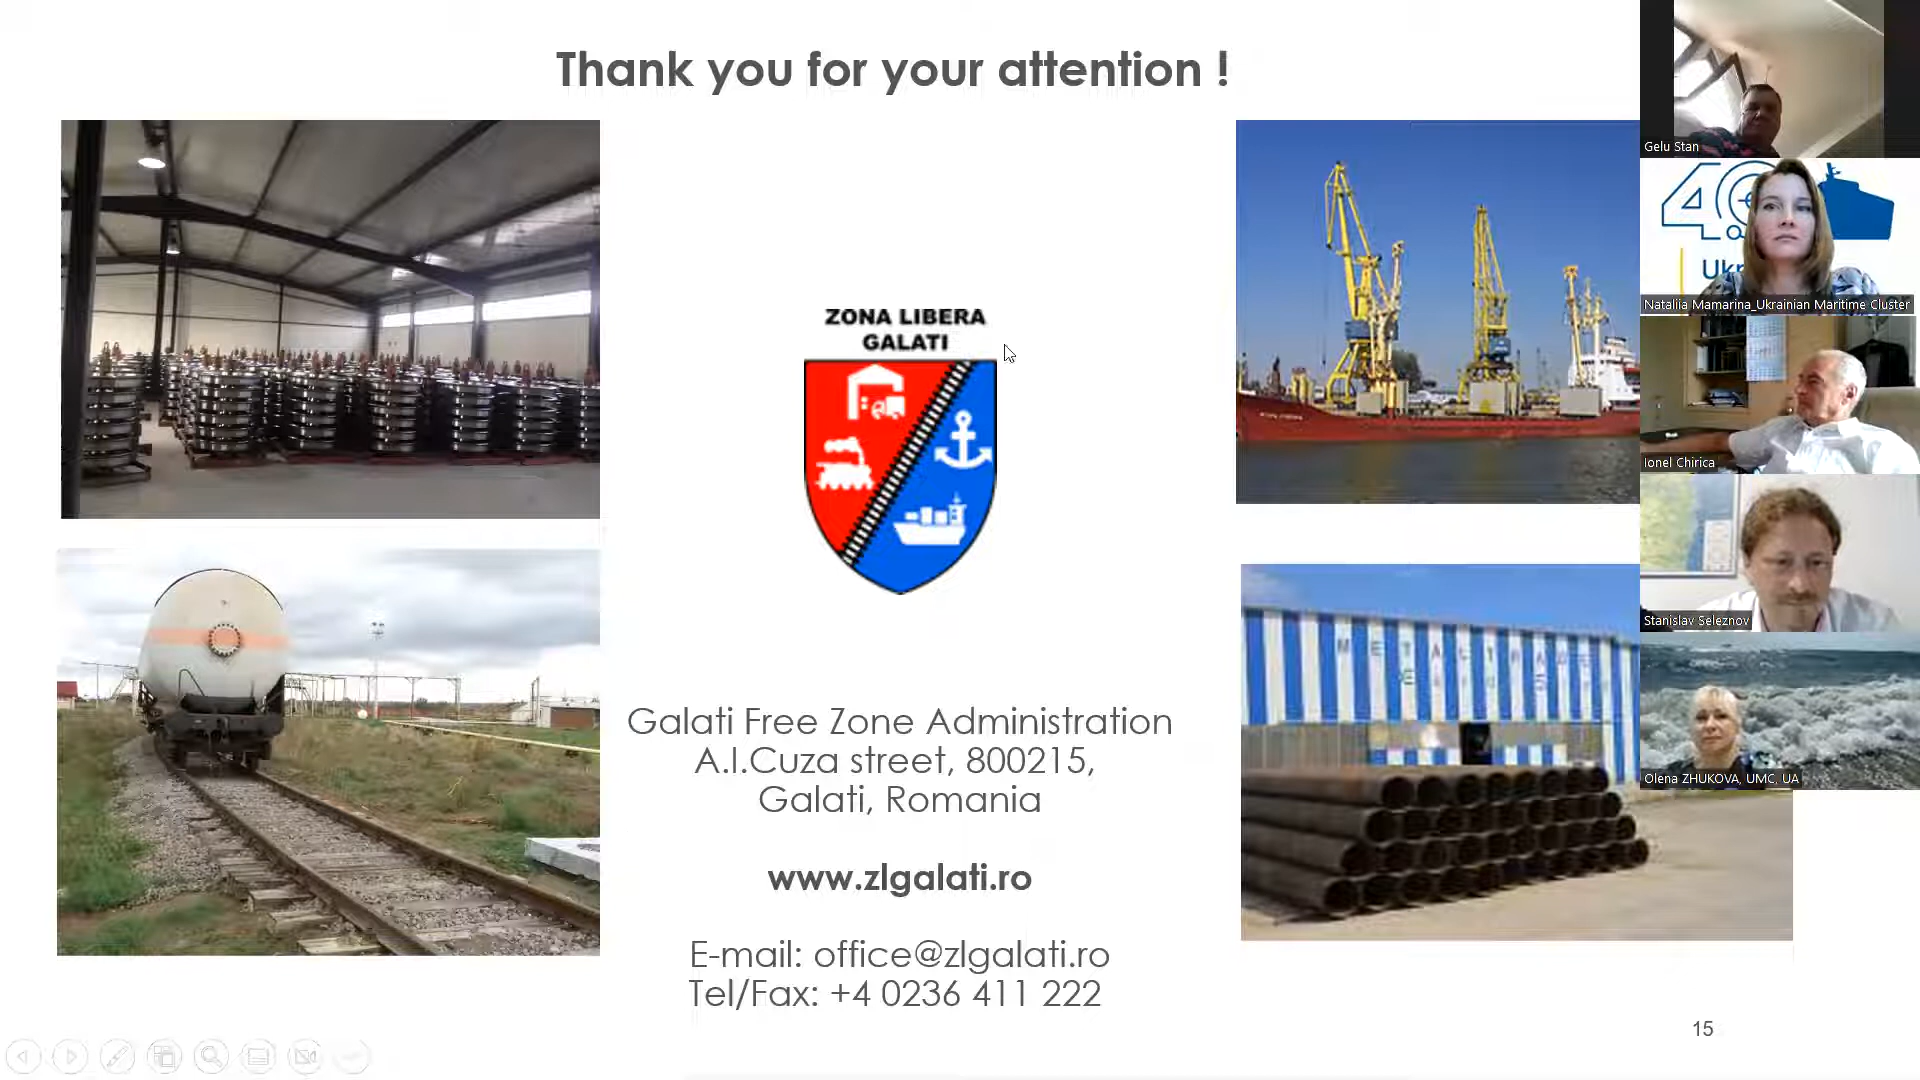 Thank you for your attention !
ZONA LIBERA
GALATI
Galati Free Zone Administration
A.I.Cuza street, 800215,
Galati, Romania
www.zlgalati.ro
E-mail: office@zlgalati.ro
Tel/Fax: +4 0236 411 222
15
Gelu Stan
4.0
Nataliia Mamarina_Ukrainian Maritime Cluster
Ionel Chirica
Stanislav Seleznov
Olena ZHUKOVA, UMC, UA